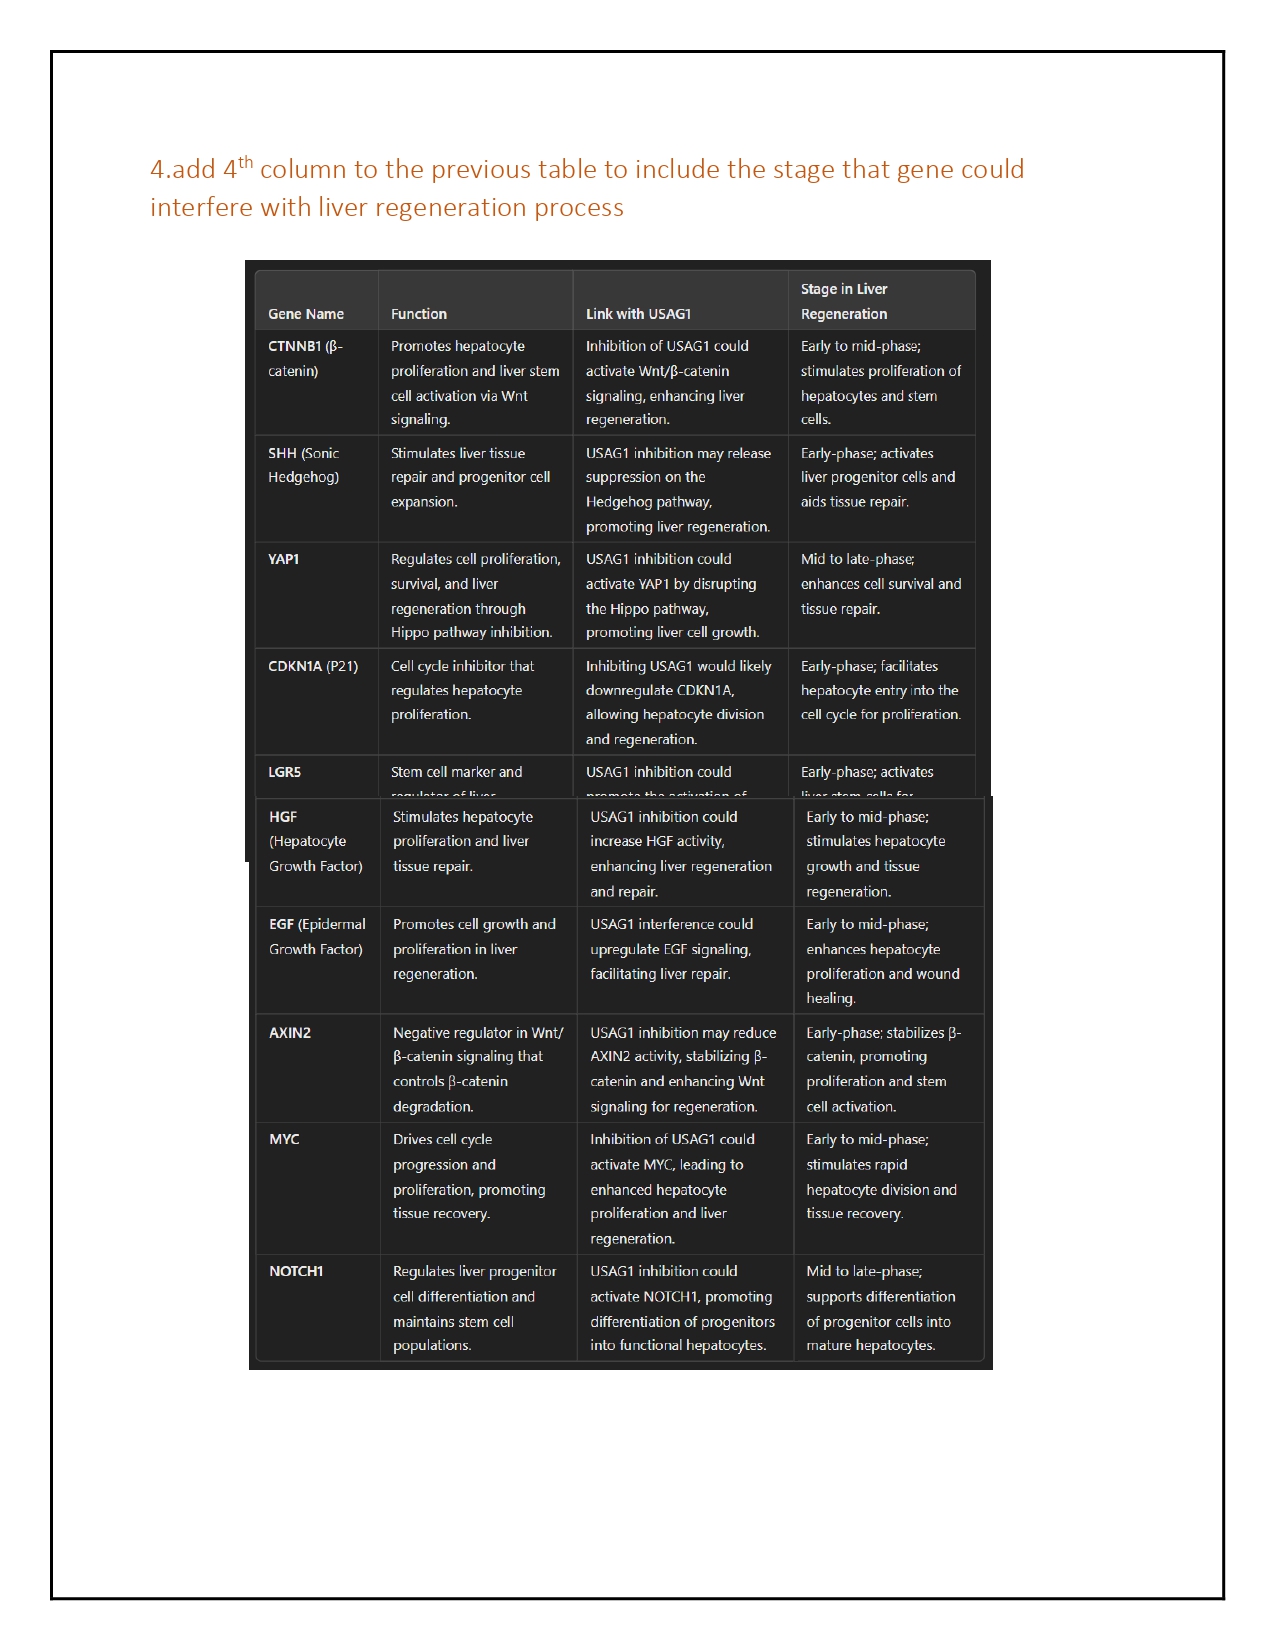 4.add 4th column to the previous table to include the stage that gene could
interfere with liver regeneration process
Gene Name
Function
Link with USAG1
Stage in Liver
Regeneration
CTNNB1 (β-
catenin)
Promotes hepatocyte
proliferation and liver stem
cell activation via Wnt
signaling.
Inhibition of USAG1 could
activate Wnt/β-catenin
signaling, enhancing liver
regeneration.
Early to mid-phase;
stimulates proliferation of
hepatocytes and stem
cells.
SHH (Sonic
Hedgehog)
Stimulates liver tissue
repair and progenitor cell
expansion.
USAG1 inhibition may release
suppression on the
Hedgehog pathway,
promoting liver regeneration.
Early-phase; activates
liver progenitor cells and
aids tissue repair.
YAP1
Regulates cell proliferation,
survival, and liver
regeneration through
Hippo pathway inhibition.
USAG1 inhibition could
activate YAP1 by disrupting
the Hippo pathway,
promoting liver cell growth.
Mid to late-phase;
enhances cell survival and
tissue repair.
CDKN1A (P21)
Cell cycle inhibitor that
regulates hepatocyte
proliferation.
Inhibiting USAG1 would likely
downregulate CDKN1A,
allowing hepatocyte division
and regeneration.
Early-phase; facilitates
hepatocyte entry into the
cell cycle for proliferation.
LGR5
Stem cell marker and
regulator of liver
USAG1 inhibition could
promote the activation of
Early-phase; activates
liver stem cells for
HGF
(Hepatocyte
Growth Factor)
Stimulates hepatocyte
proliferation and liver
tissue repair.
USAG1 inhibition could
increase HGF activity,
enhancing liver regeneration
and repair.
Early to mid-phase;
stimulates hepatocyte
growth and tissue
regeneration.
EGF (Epidermal
Growth Factor)
Promotes cell growth and
proliferation in liver
regeneration.
USAG1 interference could
upregulate EGF signaling,
facilitating liver repair.
Early to mid-phase;
enhances hepatocyte
proliferation and wound
healing.
AXIN2
Negative regulator in Wnt/
β-catenin signaling that
controls β-catenin
degradation.
USAG1 inhibition may reduce
AXIN2 activity, stabilizing β-
catenin and enhancing Wnt
signaling for regeneration.
Early-phase; stabilizes β-
catenin, promoting
proliferation and stem
cell activation.
MYC
Drives cell cycle
progression and
proliferation, promoting
tissue recovery.
Inhibition of USAG1 could
activate MYC, leading to
enhanced hepatocyte
proliferation and liver
regeneration.
Early to mid-phase;
stimulates rapid
hepatocyte division and
tissue recovery.
NOTCH1
Regulates liver progenitor
cell differentiation and
maintains stem cell
populations.
USAG1 inhibition could
activate NOTCH1, promoting
differentiation of progenitors
into functional hepatocytes.
Mid to late-phase;
supports differentiation
of progenitor cells into
mature hepatocytes.